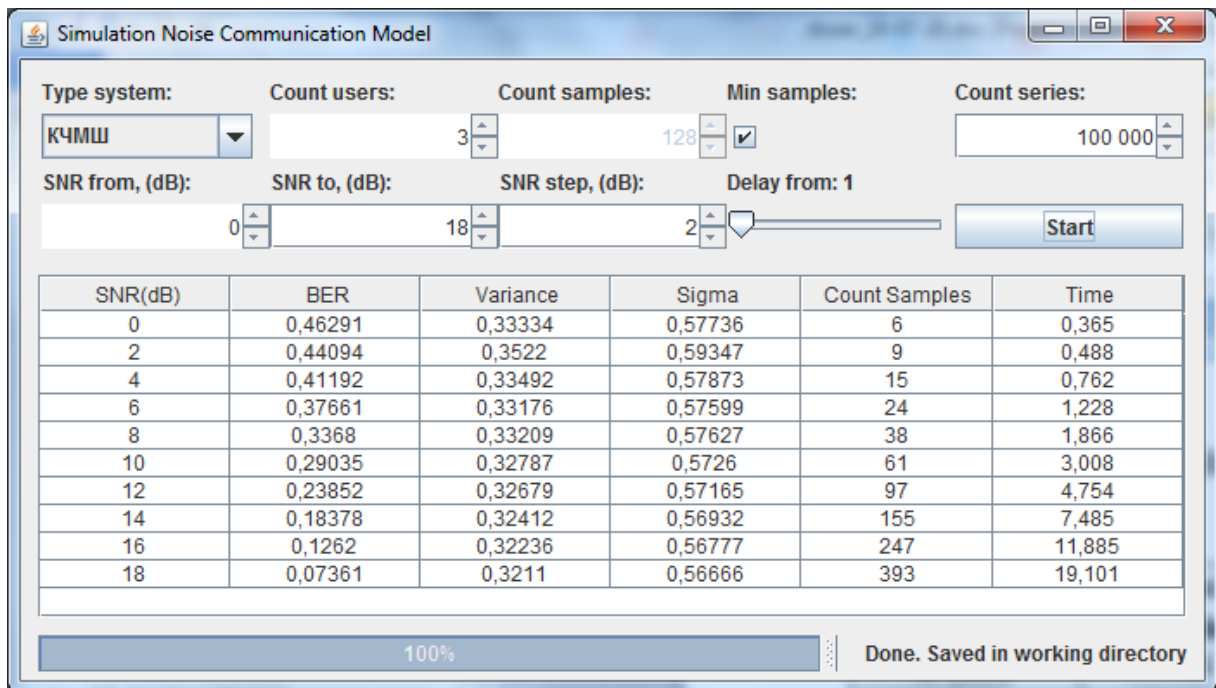 Simulation Noise Communication Model
Type system: Count users: Count samples: Min samples: Count series:
КЧМШ 3 128 100 000
SNR from, (dB): SNR to, (dB): SNR step, (dB): Delay from: 1
0 18 2 Start
SNR(dB) BER Variance Sigma Count Samples Time
0 0,46291 0,33334 0,57736 6 0,365
2 0,44094 0,3522 0,59347 9 0,488
4 0,41192 0,33492 0,57873 15 0,762
6 0,37661 0,33176 0,57599 24 1,228
8 0,3368 0,33209 0,57627 38 1,866
10 0,29035 0,32787 0,5726 61 3,008
12 0,23852 0,32679 0,57165 97 4,754
14 0,18378 0,32412 0,56932 155 7,485
16 0,1262 0,32236 0,56777 247 11,885
18 0,07361 0,3211 0,56666 393 19,101
100% Done. Saved in working directory